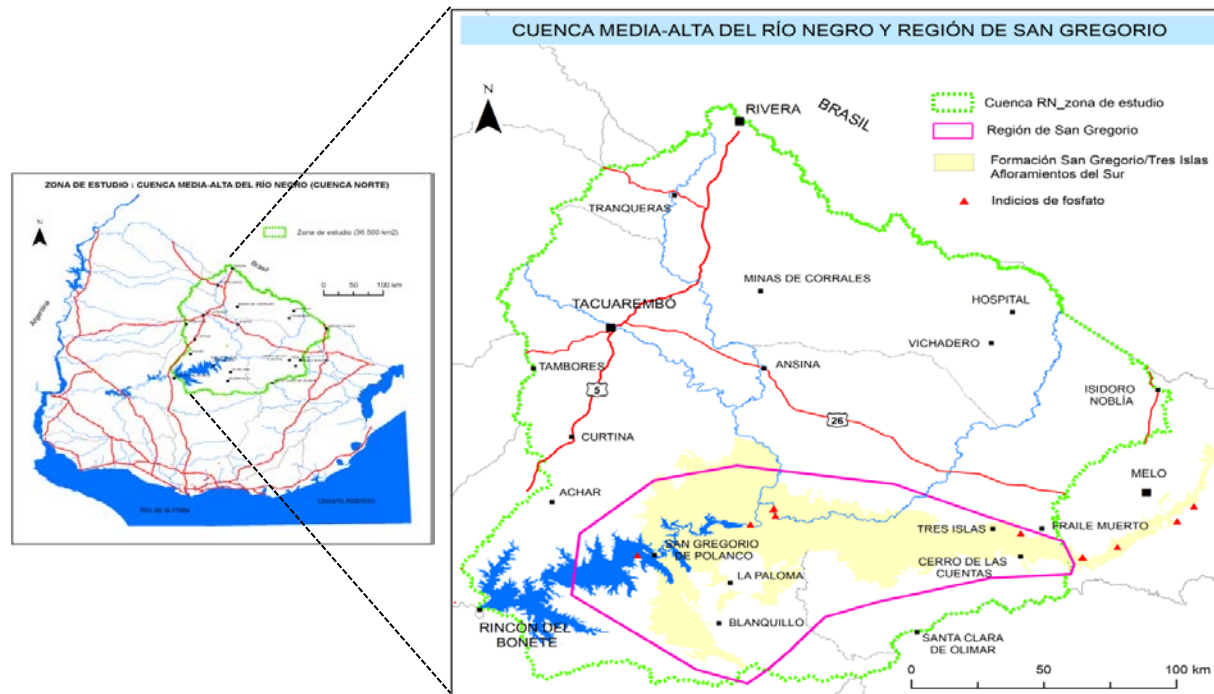 ZONA DE ESTUDIO : CUENCA MEDIA-ALTA DEL RÍO NEGRO (CUENCA NORTE)
N
Zona de estudio (36.500 km2)
Brasil
0 50 100 km
Argentina
Río de la Plata
Océano Atlántico
CUENCA MEDIA-ALTA DEL RÍO NEGRO Y REGIÓN DE SAN GREGORIO
N
RIVERA
BRASIL
Cuenca RN_zona de estudio
Región de San Gregorio
Formación San Gregorio/Tres Islas
Afloramientos del Sur
Indicios de fosfato
TRANQUERAS
MINAS DE CORRALES
HOSPITAL
TACUAREMBÓ
VICHADERO
TAMBORES
ANSINA
5
ISIDORO
NOBLÍA
26
CURTINA
MELO
ACHAR
TRES ISLAS
FRAILE MUERTO
SAN GREGORIO
DE POLANCO
CERRO DE LAS
CUENTAS
LA PALOMA
BLANQUILLO
RINCÓN DEL
BONETE
SANTA CLARA
DE OLIMAR
0 50 100 km